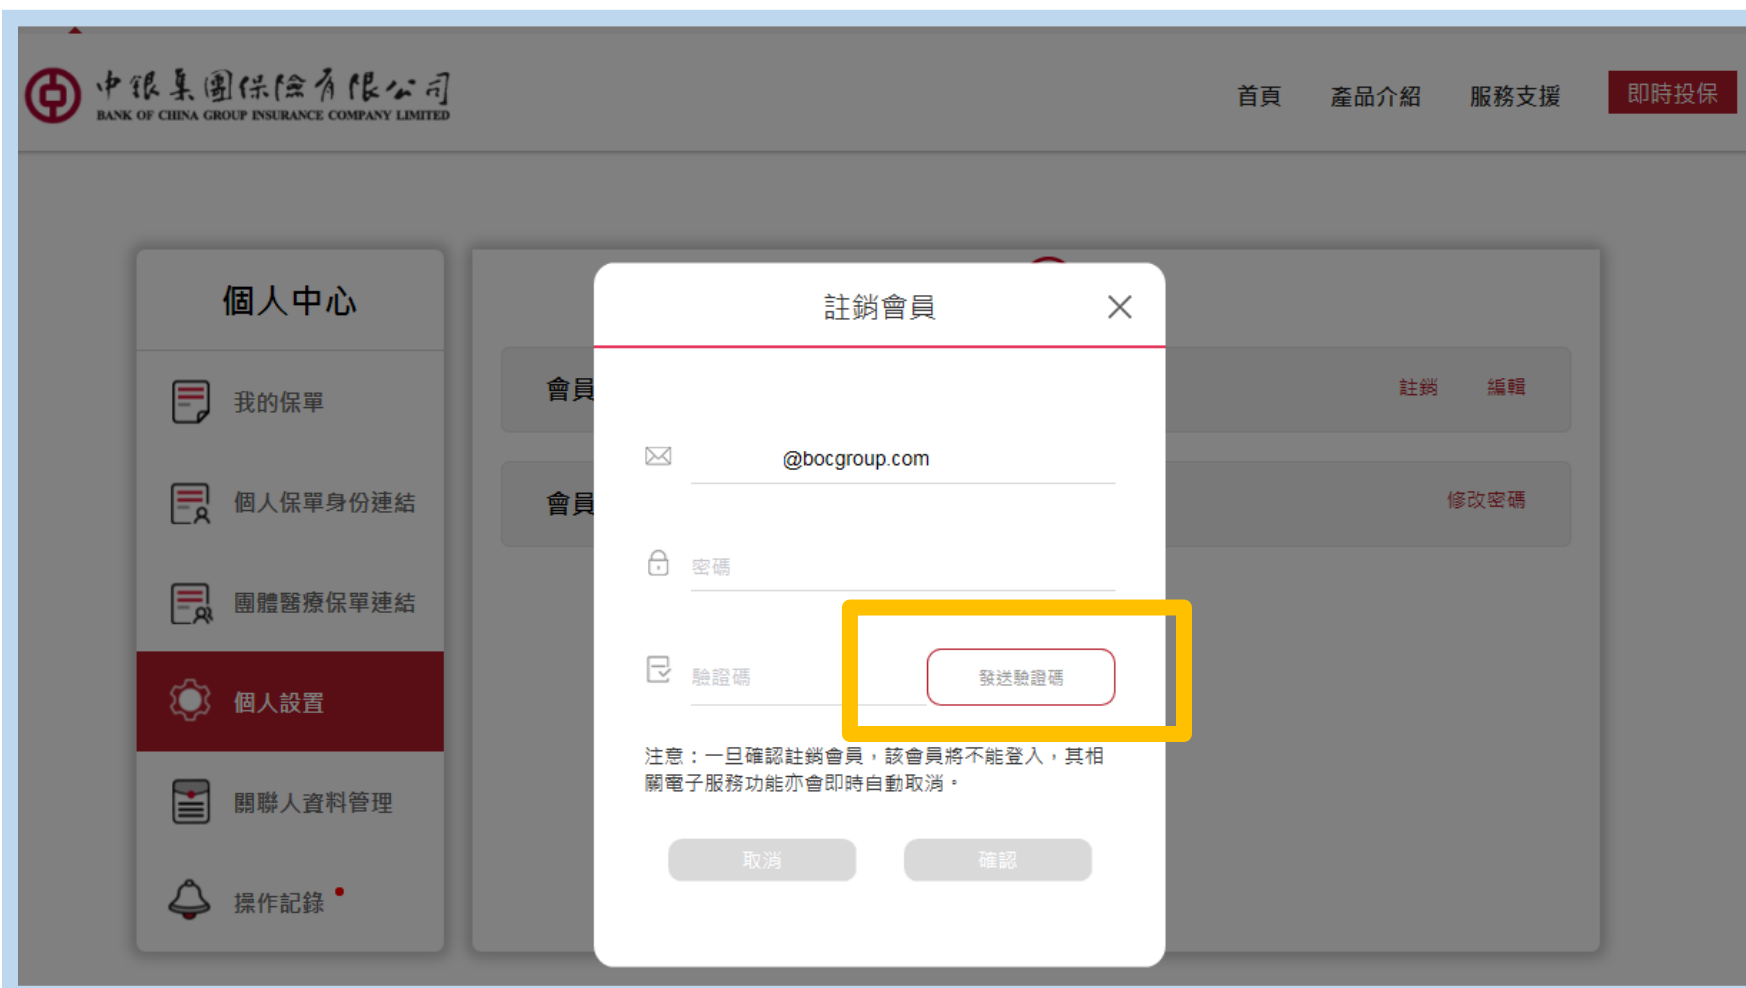 中銀集團保險有限公司
BANK OF CHINA GROUP INSURANCE COMPANY LIMITED
首頁 產品介紹 服務支援 即時投保
個人中心
我的保單
個人保單身份連結
團體醫療保單連結
個人設置
關聯人資料管理
操作記錄
會員 註銷 編輯
會員 修改密碼
註銷會員
@bocgroup.com
密碼
驗證碼 發送驗證碼
注意：一旦確認註銷會員，該會員將不能登入，其相
關電子服務功能亦會即時自動取消。
取消 確認